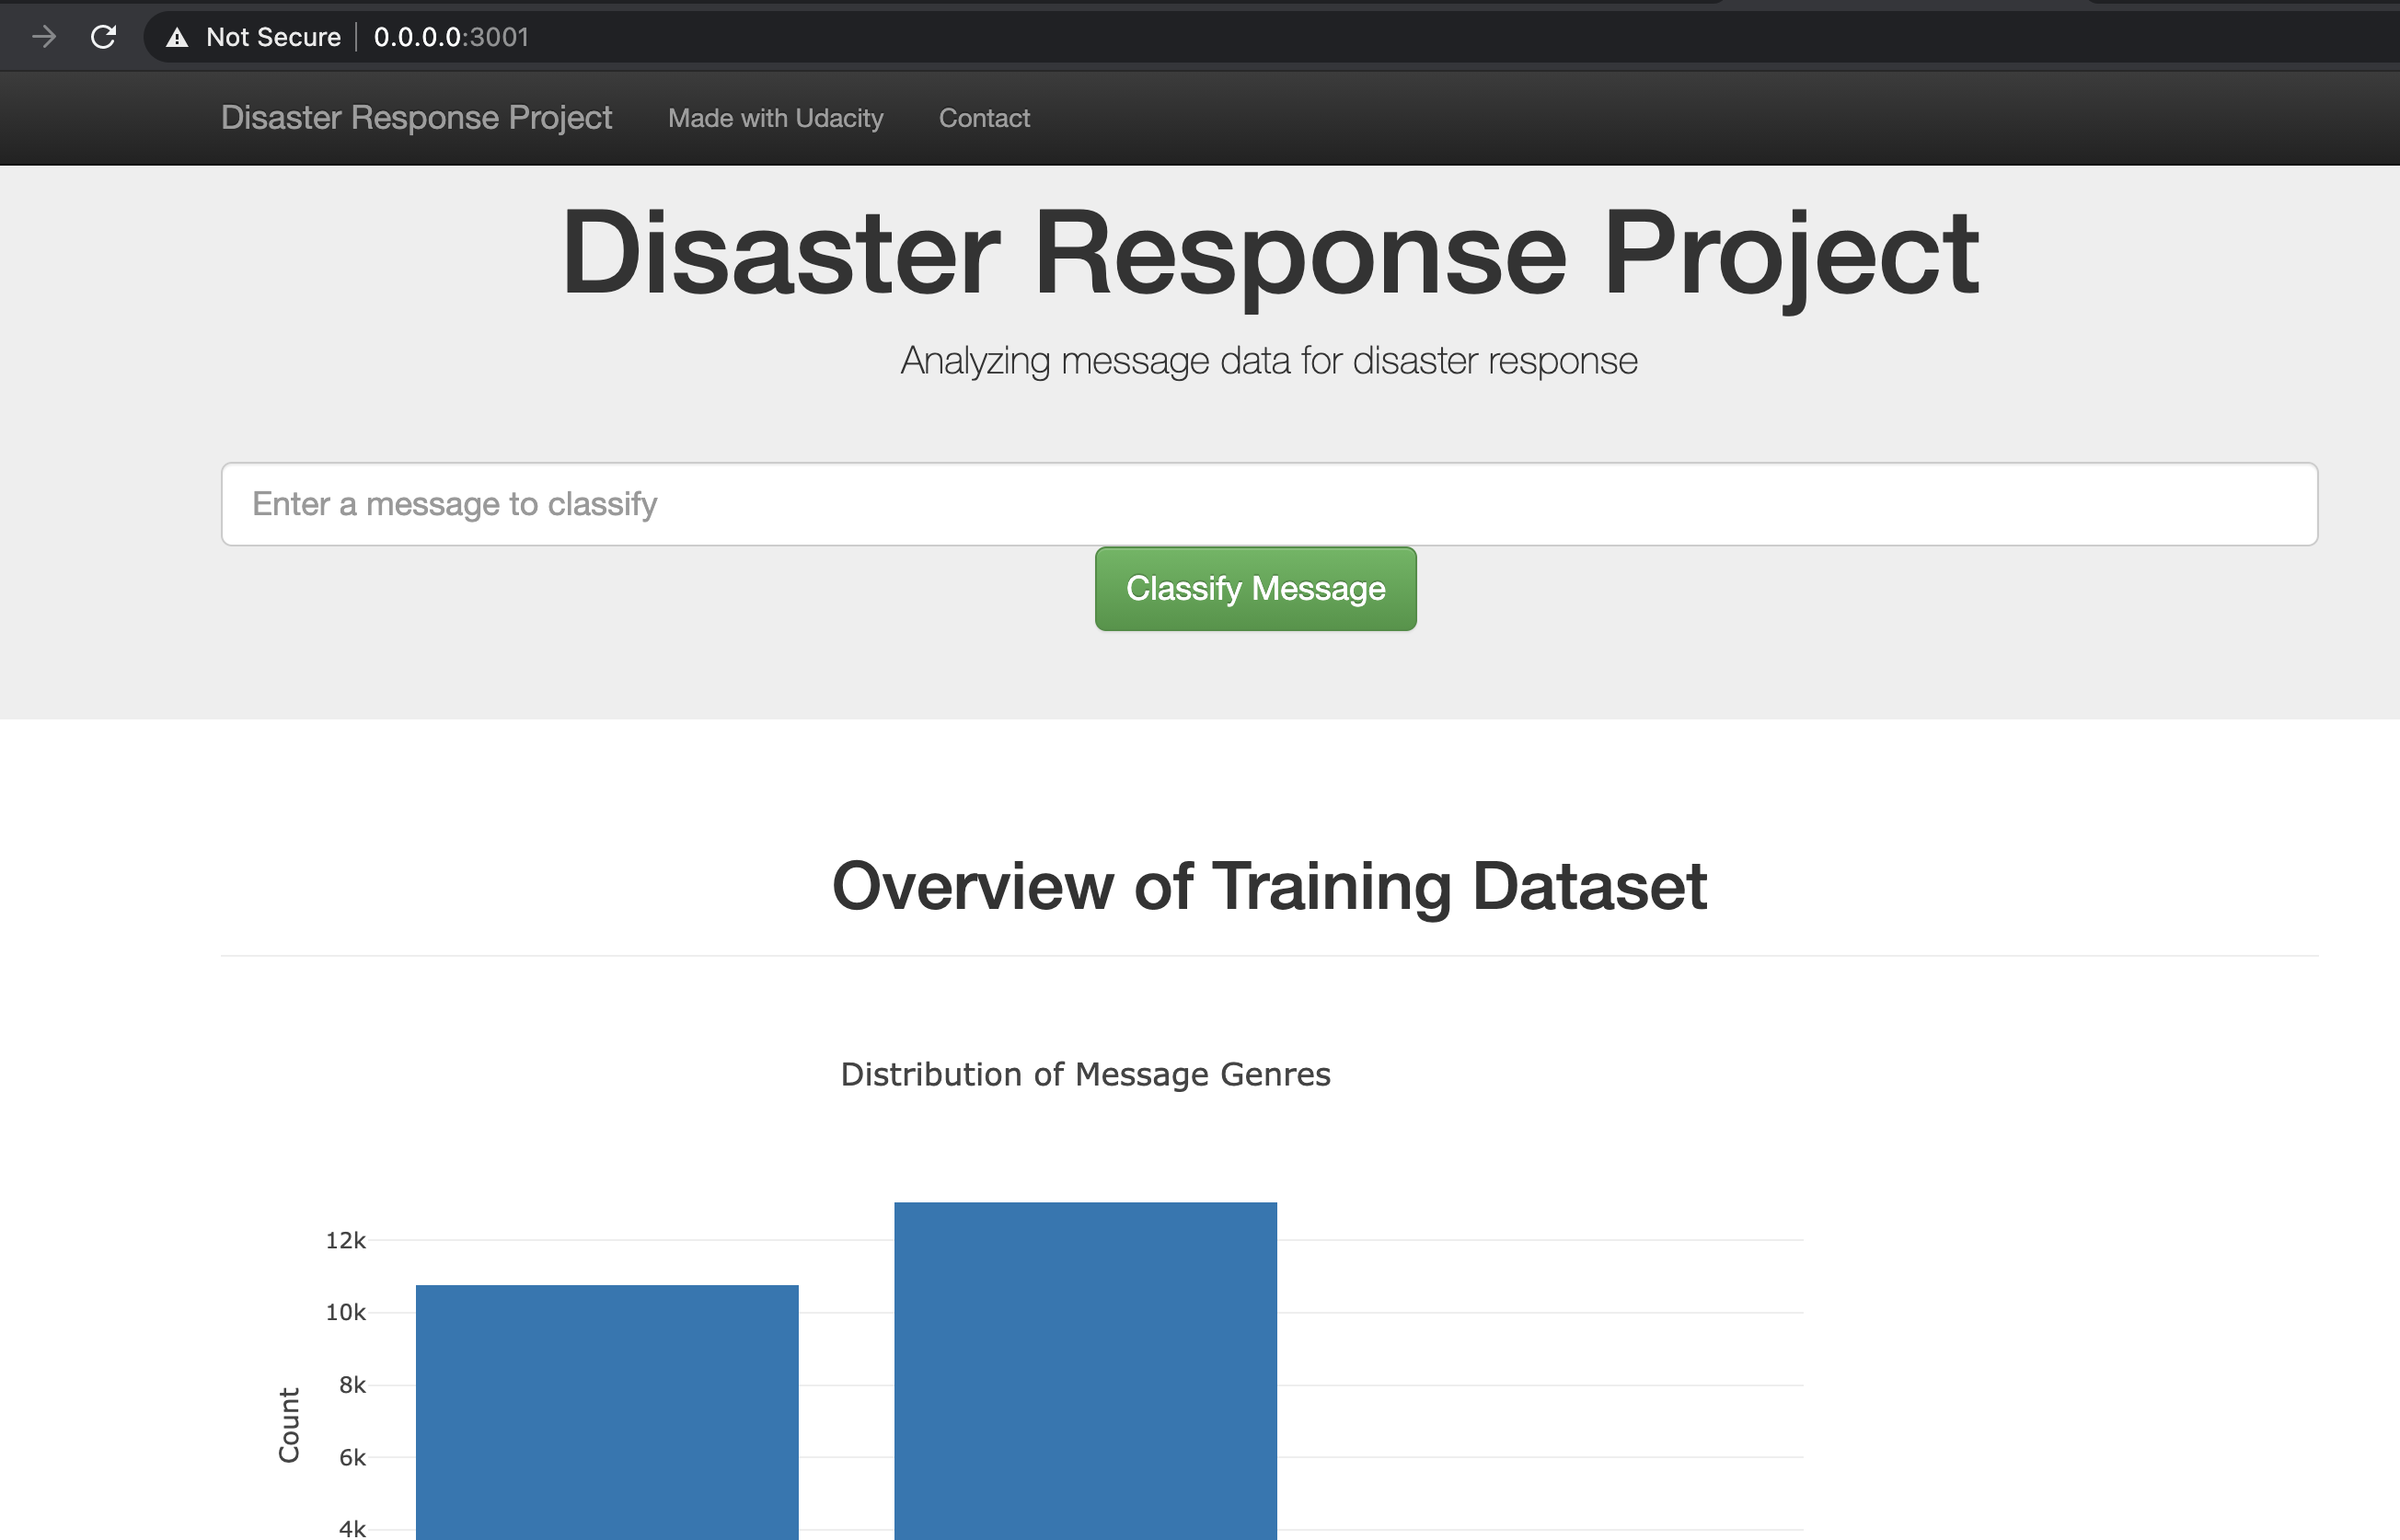 Not Secure 0.0.0.0:3001
Disaster Response Project Made with Udacity Contact
Disaster Response Project
Analyzing message data for disaster response
Enter a message to classify
Classify Message
Overview of Training Dataset
Distribution of Message Genres
12k
10k
8k
6k
4k
Count